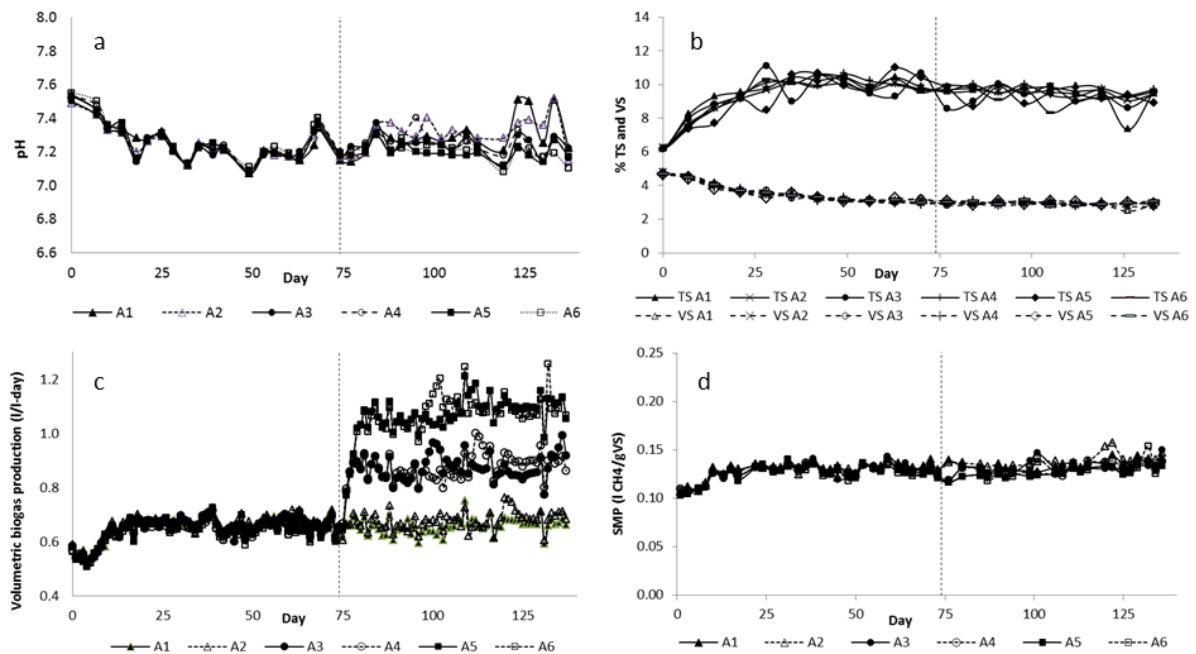 a
8.0
7.8
7.6
7.4
7.2
7.0
6.8
6.6
pH
0 25 50 75 100 125
Day
A1 A2 A3 A4 A5 A6
b
14
12
10
8
6
4
2
0
% TS and VS
0 25 50 75 100 125
Day
TS A1 TS A2 TS A3 TS A4 TS A5 TS A6
VS A1 VS A2 VS A3 VS A4 VS A5 VS A6
c
1.2
1.0
0.8
0.6
0.4
Volumetric biogas production (l/l-day)
0 25 50 75 100 125
Day
A1 A2 A3 A4 A5 A6
d
0.25
0.20
0.15
0.10
0.05
0.00
SMP (l CH4/gVS)
0 25 50 75 100 125
Day
A1 A2 A3 A4 A5 A6